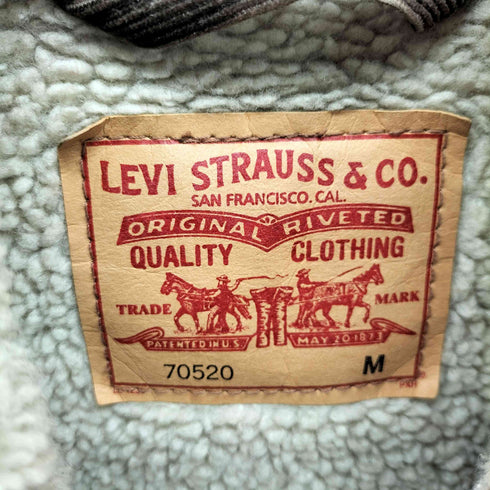 LEVI STRAUSS & CO.
SAN FRANCISCO. CAL.
ORIGINAL RIVETED
QUALITY CLOTHING
TRADE MARK
PATENTED IN U.S. MAY 20 1873
70520 M